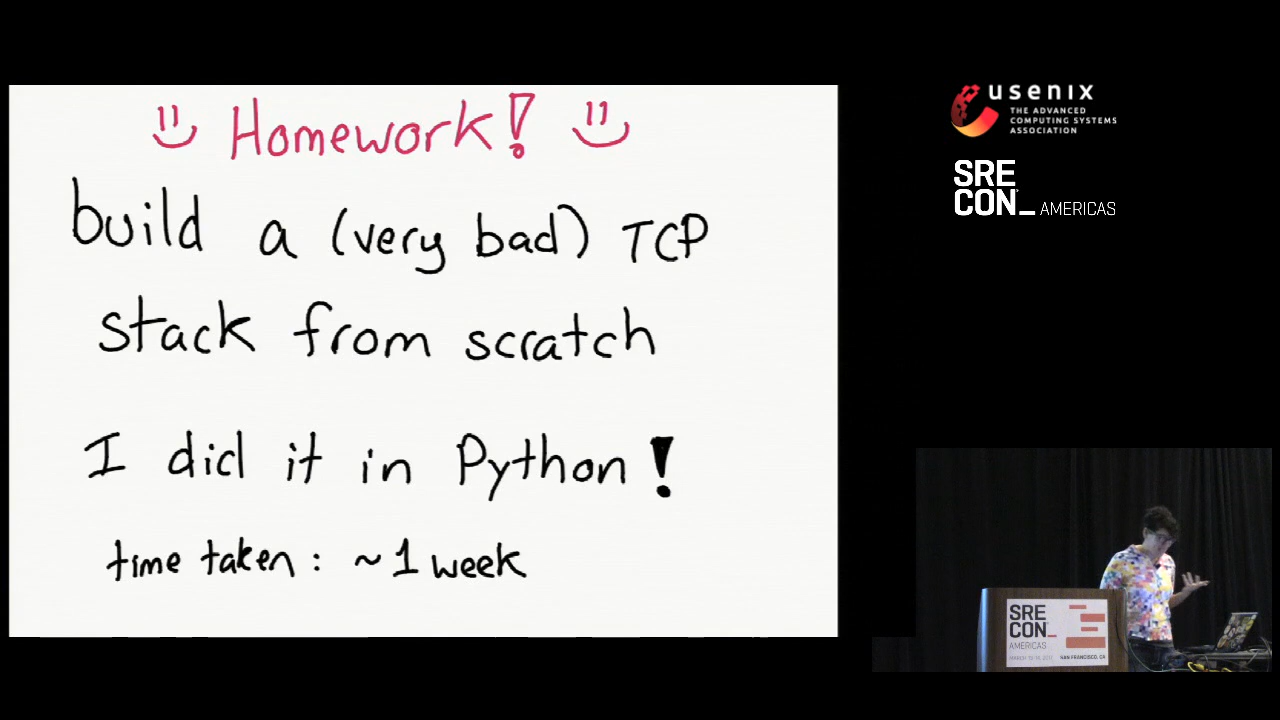 Homework!
build a (very bad) TCP
stack from scratch
I did it in Python!
time taken: ~1 week
usenix
THE ADVANCED
COMPUTING SYSTEMS
ASSOCIATION
SRE
CON_ AMERICAS
SRE
CON_
AMERICAS
SAN FRANCISCO, CA